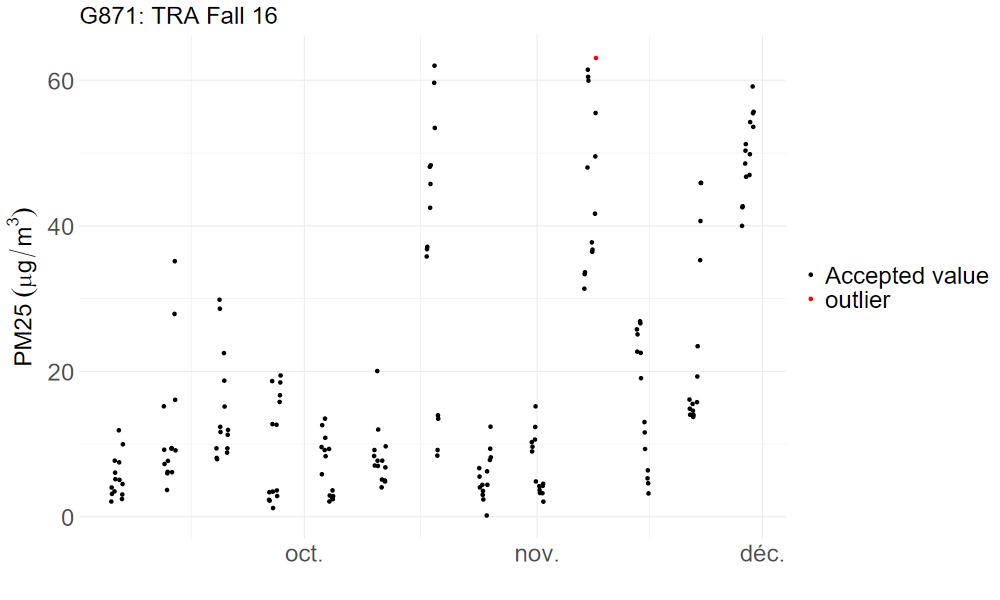 G871: TRA Fall 16
PM25 (μg/m³)
60
40
20
0
oct.
nov.
déc.
Accepted value
outlier